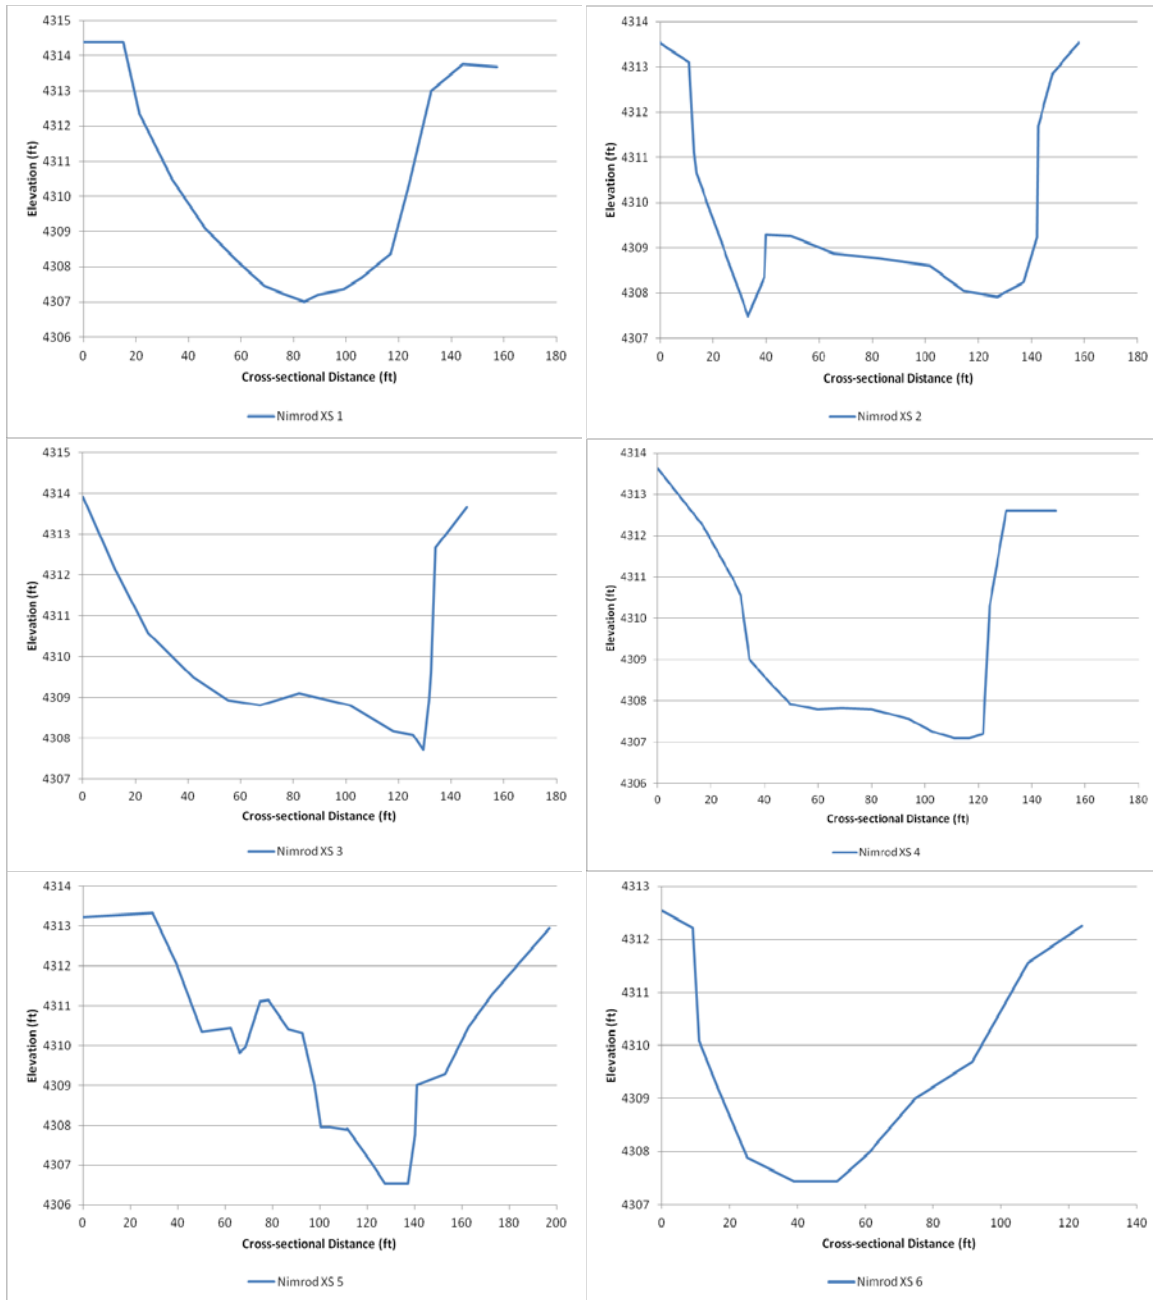 4315
4314
4313
4312
4311
4310
4309
4308
4307
4306
Elevation (ft)
0 20 40 60 80 100 120 140 160 180
Cross-sectional Distance (ft)
Nimrod XS 1
4314
4313
4312
4311
4310
4309
4308
4307
Elevation (ft)
0 20 40 60 80 100 120 140 160 180
Cross-sectional Distance (ft)
Nimrod XS 2
4315
4314
4313
4312
4311
4310
4309
4308
4307
Elevation (ft)
0 20 40 60 80 100 120 140 160 180
Cross-sectional Distance (ft)
Nimrod XS 3
4314
4313
4312
4311
4310
4309
4308
4307
4306
Elevation (ft)
0 20 40 60 80 100 120 140 160 180
Cross-sectional Distance (ft)
Nimrod XS 4
4314
4313
4312
4311
4310
4309
4308
4307
4306
Elevation (ft)
0 20 40 60 80 100 120 140 160 180 200
Cross-sectional Distance (ft)
Nimrod XS 5
4313
4312
4311
4310
4309
4308
4307
Elevation (ft)
0 20 40 60 80 100 120 140
Cross-sectional Distance (ft)
Nimrod XS 6